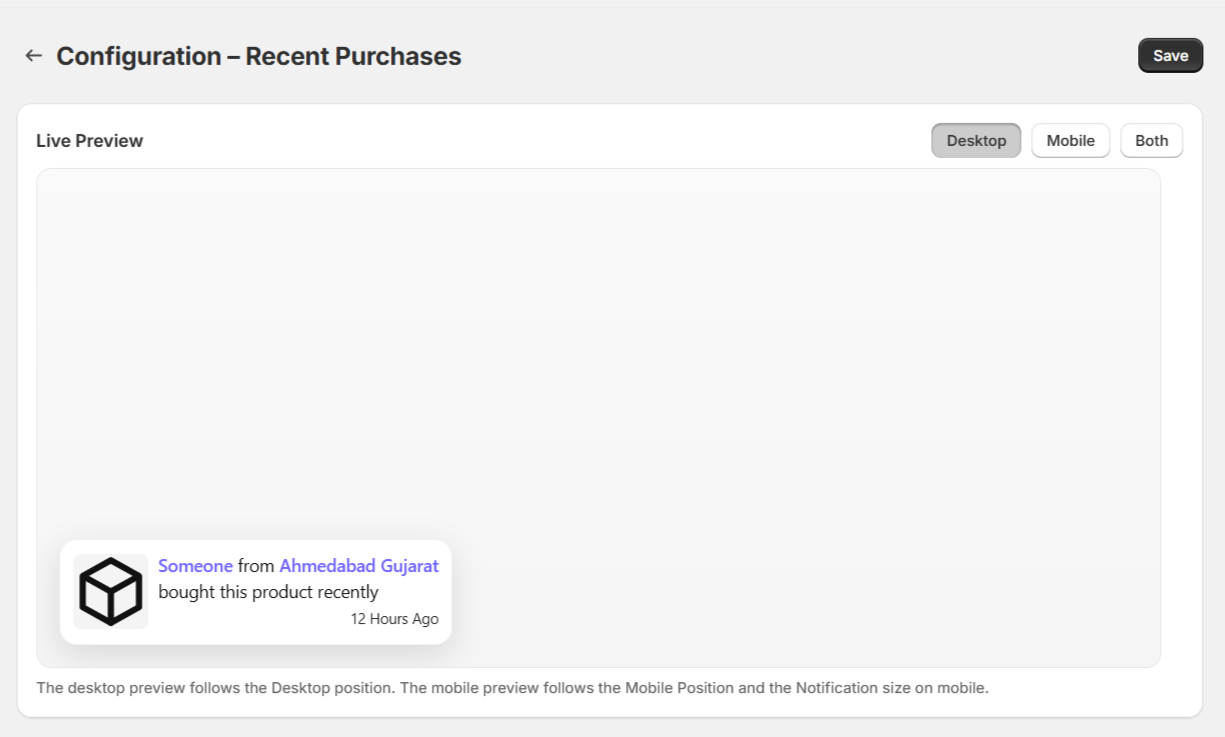 Configuration – Recent Purchases
Save
Live Preview
Desktop
Mobile
Both
Someone from Ahmedabad Gujarat
bought this product recently
12 Hours Ago
The desktop preview follows the Desktop position. The mobile preview follows the Mobile Position and the Notification size on mobile.